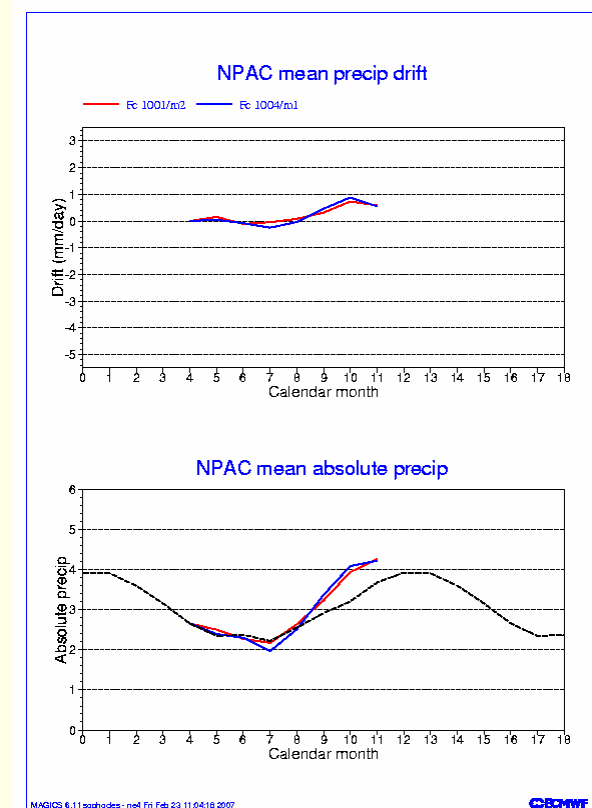 NPAC mean precip drift
Fc 1001/m2 Fc 1004/m1
3
2
1
0
-1
-2
-3
-4
-5
Drift (mm/day)
0 1 2 3 4 5 6 7 8 9 10 11 12 13 14 15 16 17 18
Calendar month
NPAC mean absolute precip
6
5
4
3
2
1
0
Absolute precip
0 1 2 3 4 5 6 7 8 9 10 11 12 13 14 15 16 17 18
Calendar month
MAGICS 6.11 - ne4 Fri Feb 23 11:04:18 2007
ECMWF